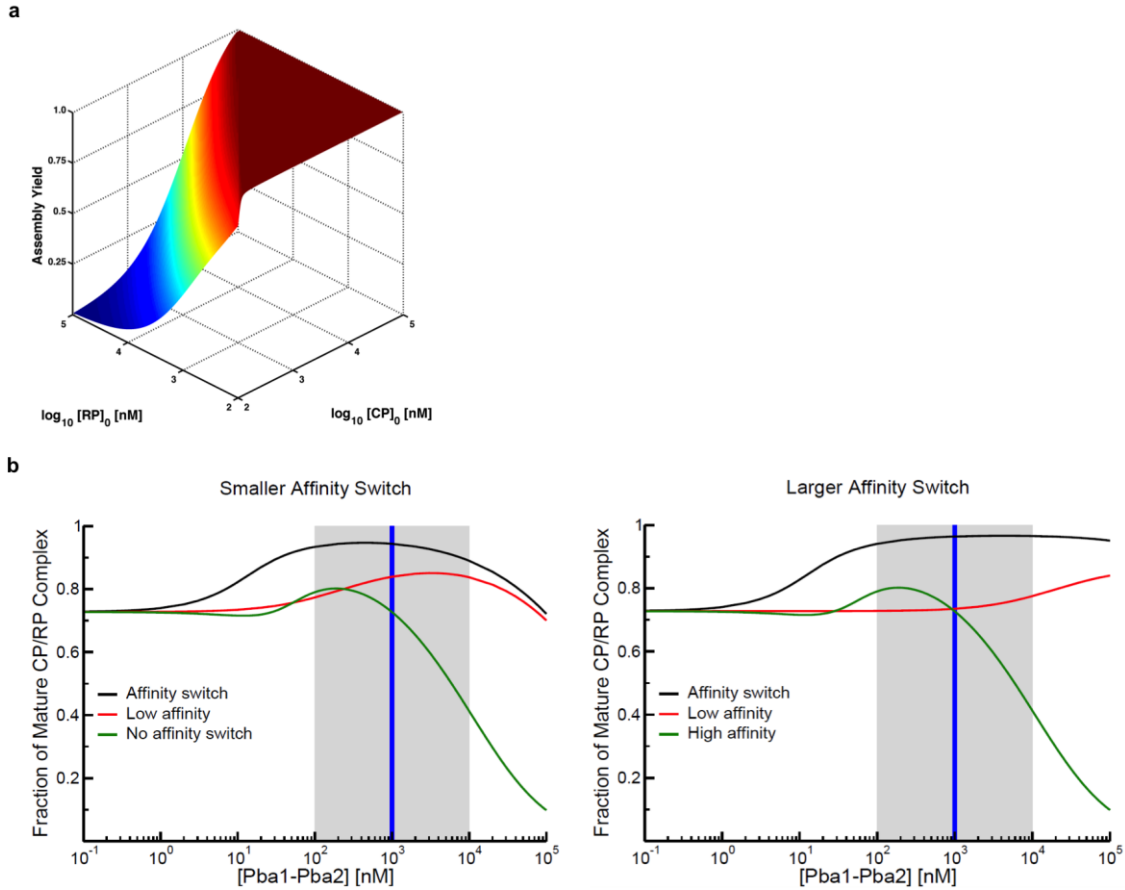 a
1.0
0.75
0.5
0.25
Assembly Yield
5
4
3
2
2
3
4
5
log10 [RP]0 [nM]
log10 [CP]0 [nM]
b
Smaller Affinity Switch
Fraction of Mature CP/RP Complex
1
0.8
0.6
0.4
0.2
Affinity switch
Low affinity
No affinity switch
10-1 100 101 102 103 104 105
[Pba1-Pba2] [nM]
Larger Affinity Switch
Fraction of Mature CP/RP Complex
1
0.8
0.6
0.4
0.2
Affinity switch
Low affinity
High affinity
10-1 100 101 102 103 104 105
[Pba1-Pba2] [nM]